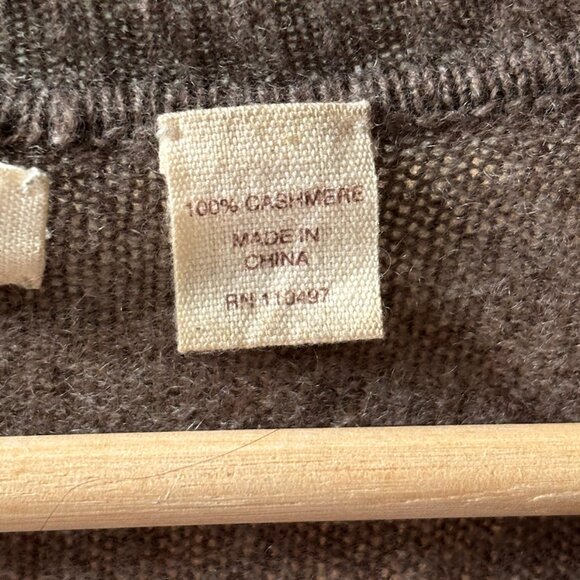 100% CASHMERE
MADE IN
CHINA
RN 110497